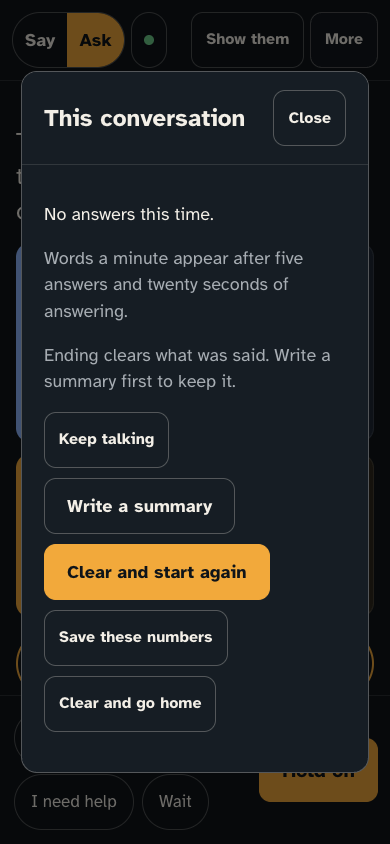 Say
Ask
Show them
More
This conversation
Close
No answers this time.
Words a minute appear after five
answers and twenty seconds of
answering.
Ending clears what was said. Write a
summary first to keep it.
Keep talking
Write a summary
Clear and start again
Save these numbers
Clear and go home
Hold on
I need help
Wait